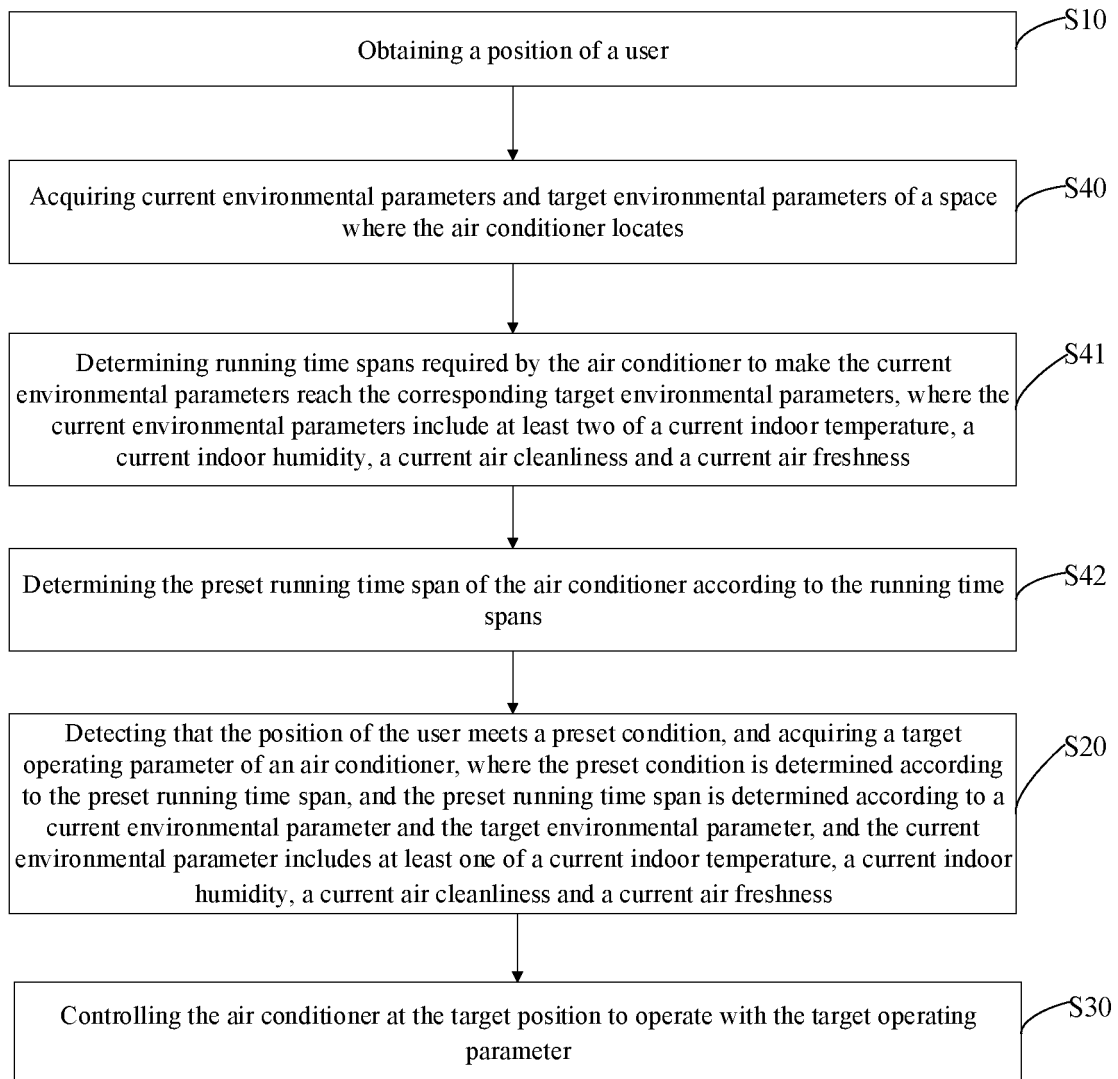 S10
Obtaining a position of a user
S40
Acquiring current environmental parameters and target environmental parameters of a space
where the air conditioner locates
S41
Determining running time spans required by the air conditioner to make the current
environmental parameters reach the corresponding target environmental parameters, where the
current environmental parameters include at least two of a current indoor temperature, a
current indoor humidity, a current air cleanliness and a current air freshness
S42
Determining the preset running time span of the air conditioner according to the running time
spans
S20
Detecting that the position of the user meets a preset condition, and acquiring a target
operating parameter of an air conditioner, where the preset condition is determined according
to the preset running time span, and the preset running time span is determined according to a
current environmental parameter and the target environmental parameter, and the current
environmental parameter includes at least one of a current indoor temperature, a current indoor
humidity, a current air cleanliness and a current air freshness
S30
Controlling the air conditioner at the target position to operate with the target operating
parameter